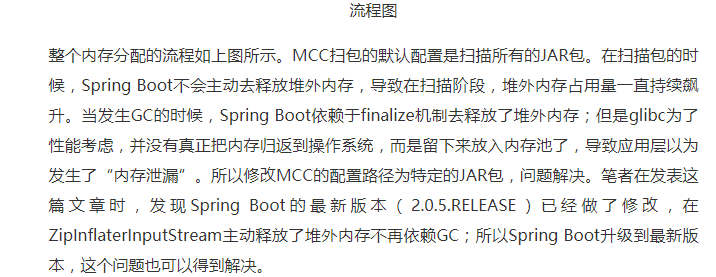 流程图
整个内存分配的流程如上图所示。MCC扫包的默认配置是扫描所有的JAR包。在扫描包的时
候，Spring Boot不会主动去释放堆外内存，导致在扫描阶段，堆外内存占用量一直持续飙
升。当发生GC的时候，Spring Boot依赖于finalize机制去释放了堆外内存；但是glibc为了
性能考虑，并没有真正把内存归返到操作系统，而是留下来放入内存池了，导致应用层以为
发生了“内存泄漏”。所以修改MCC的配置路径为特定的JAR包，问题解决。笔者在发表这
篇文章时，发现Spring Boot的最新版本（2.0.5.RELEASE）已经做了修改，在
ZipInflaterInputStream主动释放了堆外内存不再依赖GC；所以Spring Boot升级到最新版
本，这个问题也可以得到解决。